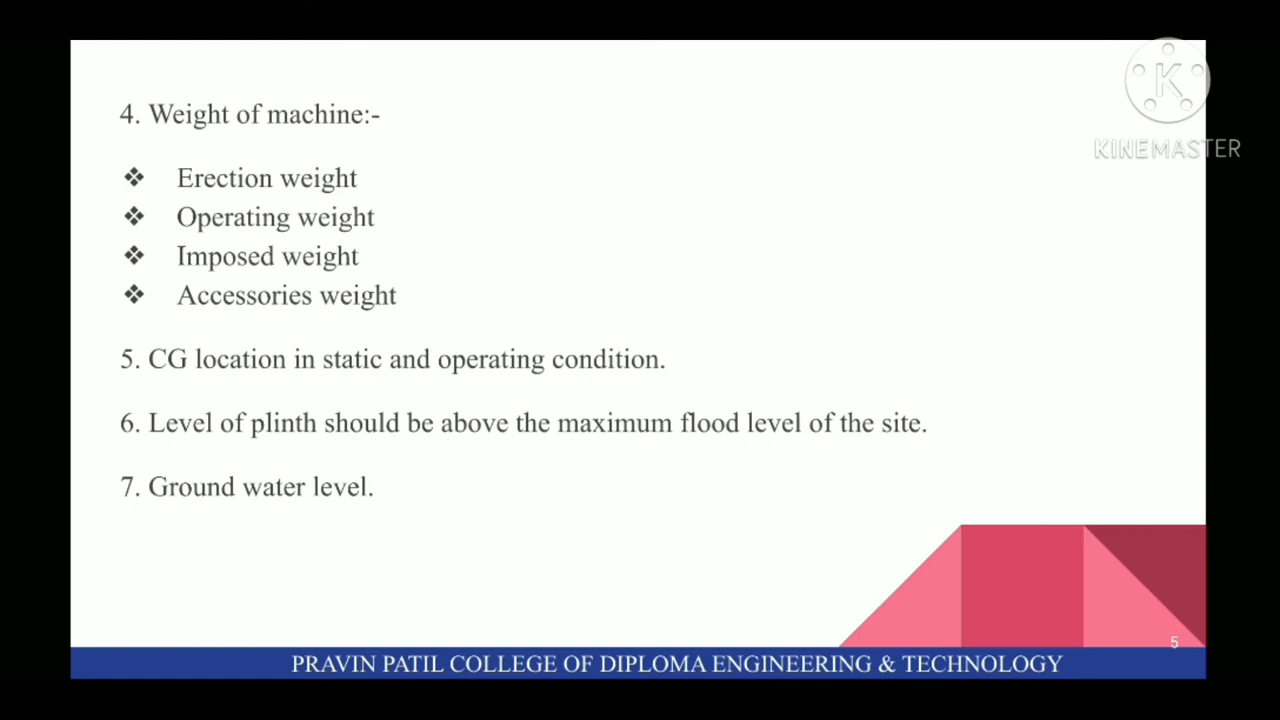 K
KINEMASTER
4. Weight of machine:-
❖ Erection weight
❖ Operating weight
❖ Imposed weight
❖ Accessories weight
5. CG location in static and operating condition.
6. Level of plinth should be above the maximum flood level of the site.
7. Ground water level.
5
PRAVIN PATIL COLLEGE OF DIPLOMA ENGINEERING & TECHNOLOGY